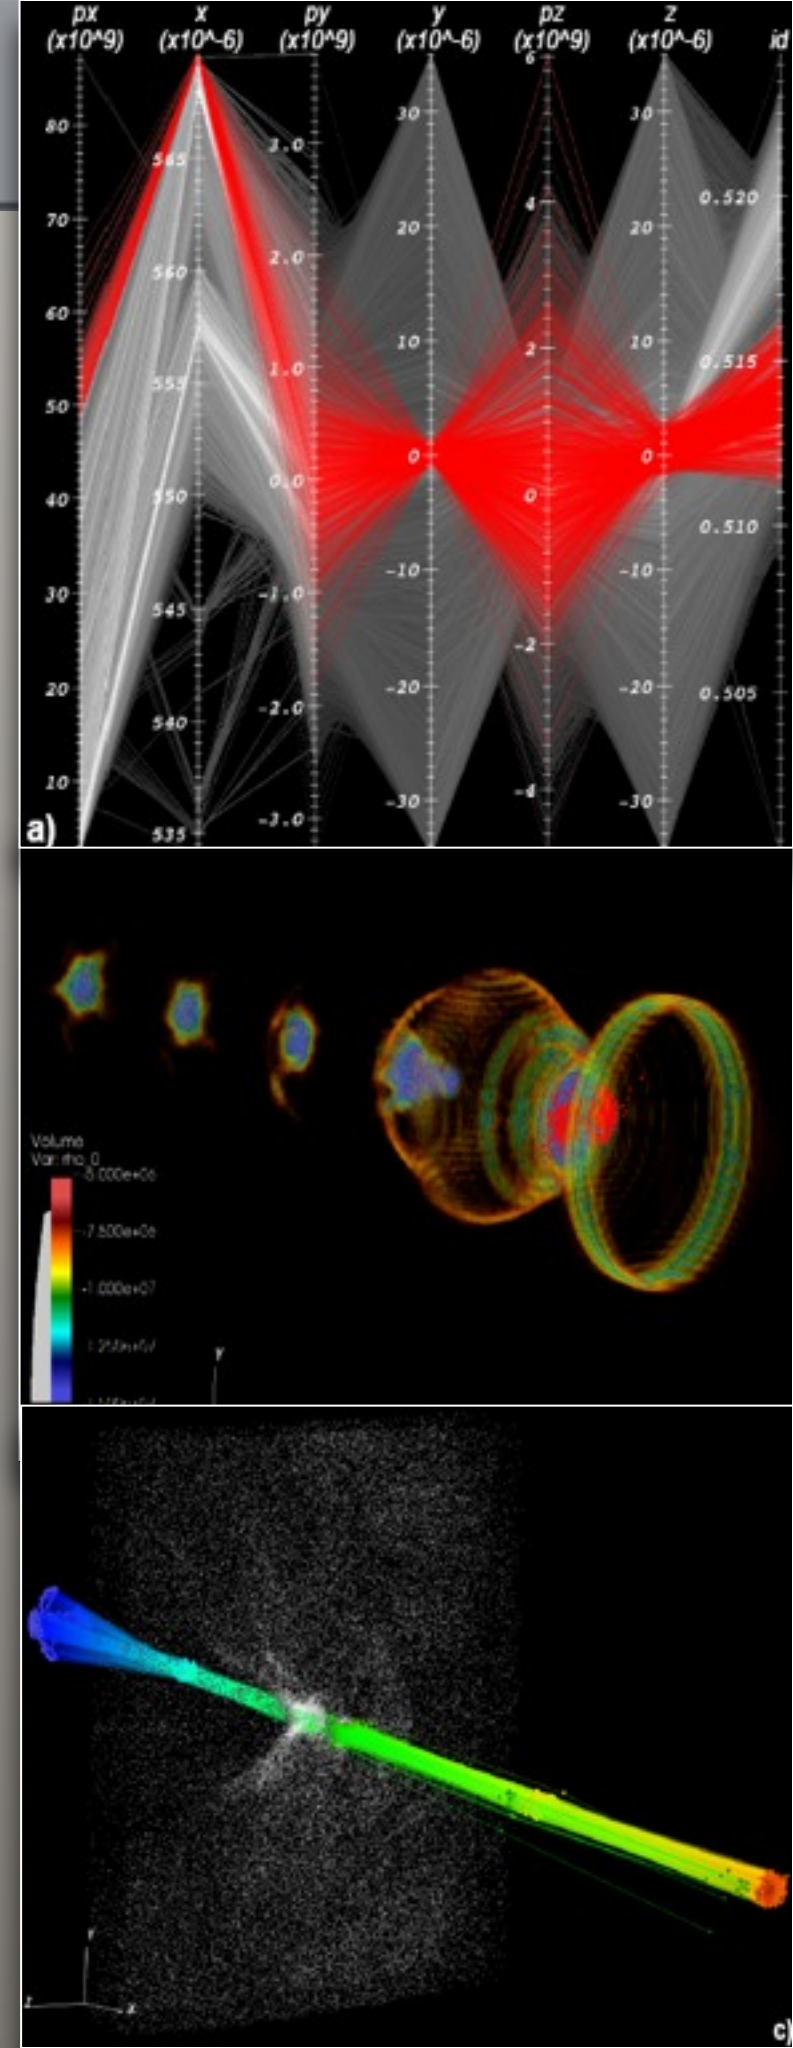 px x py y pz z
(x10^9) (x10^-6) (x10^9) (x10^-6) (x10^9) (x10^-6) id
6
80 565 3.0 30 30
70 4 0.520
560 2.0 20 20
60
10 2 10 0.515
50 555 1.0
0 0
40 550 0.0 0 0.510
-10 -10
30 545 -1.0
-2
20 -20 -20 0.505
540 -2.0
10 -30 -4 -30
535 -3.0
a)
Volume
Var: rho_0
-5.000e+06
-7.500e+06
-1.000e+07
Y
Y
z x
c)